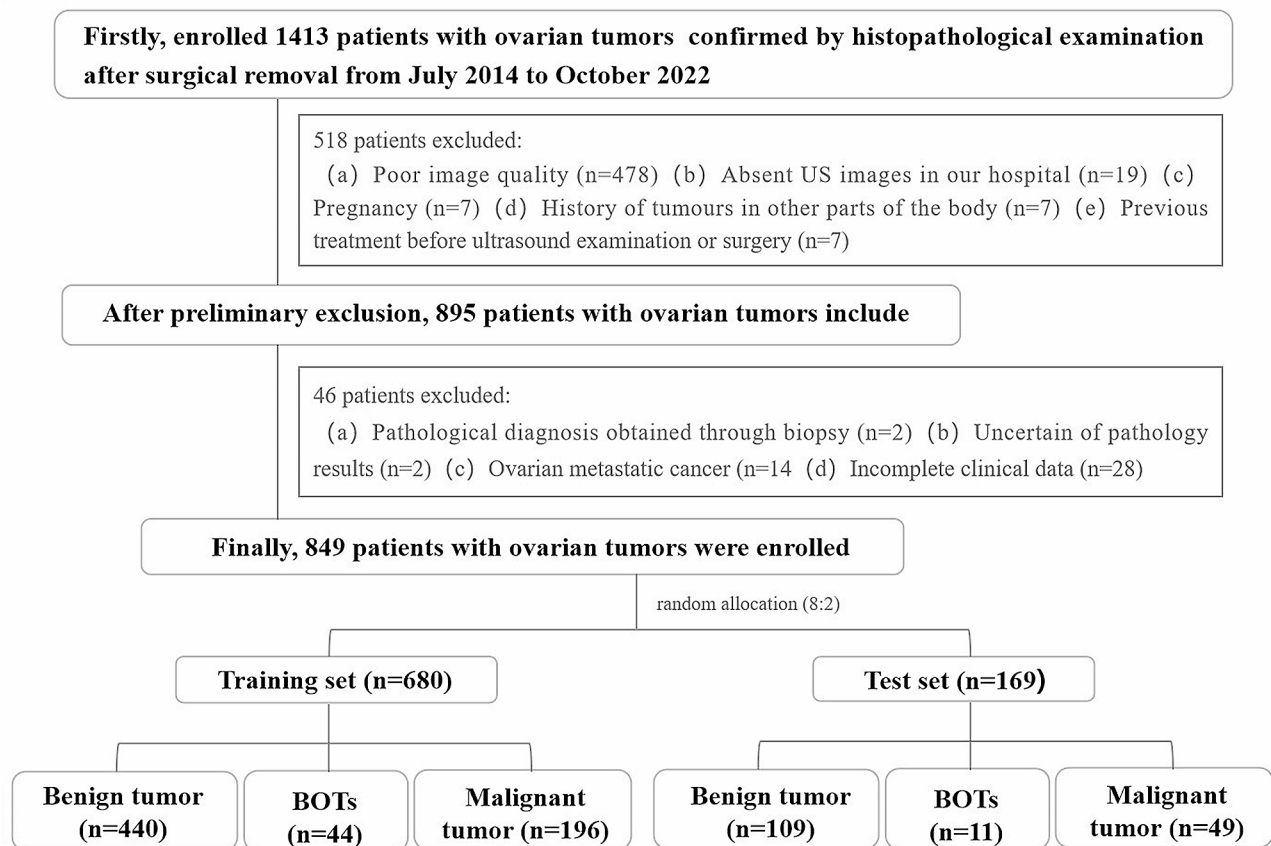 Firstly, enrolled 1413 patients with ovarian tumors confirmed by histopathological examination
after surgical removal from July 2014 to October 2022
518 patients excluded:
(a) Poor image quality (n=478) (b) Absent US images in our hospital (n=19) (c)
Pregnancy (n=7) (d) History of tumours in other parts of the body (n=7) (e) Previous
treatment before ultrasound examination or surgery (n=7)
After preliminary exclusion, 895 patients with ovarian tumors include
46 patients excluded:
(a) Pathological diagnosis obtained through biopsy (n=2) (b) Uncertain of pathology
results (n=2) (c) Ovarian metastatic cancer (n=14 (d) Incomplete clinical data (n=28)
Finally, 849 patients with ovarian tumors were enrolled
random allocation (8:2)
Training set (n=680)
Test set (n=169)
Benign tumor
(n=440)
BOTs
(n=44)
Malignant
tumor (n=196)
Benign tumor
(n=109)
BOTs
(n=11)
Malignant
tumor (n=49)